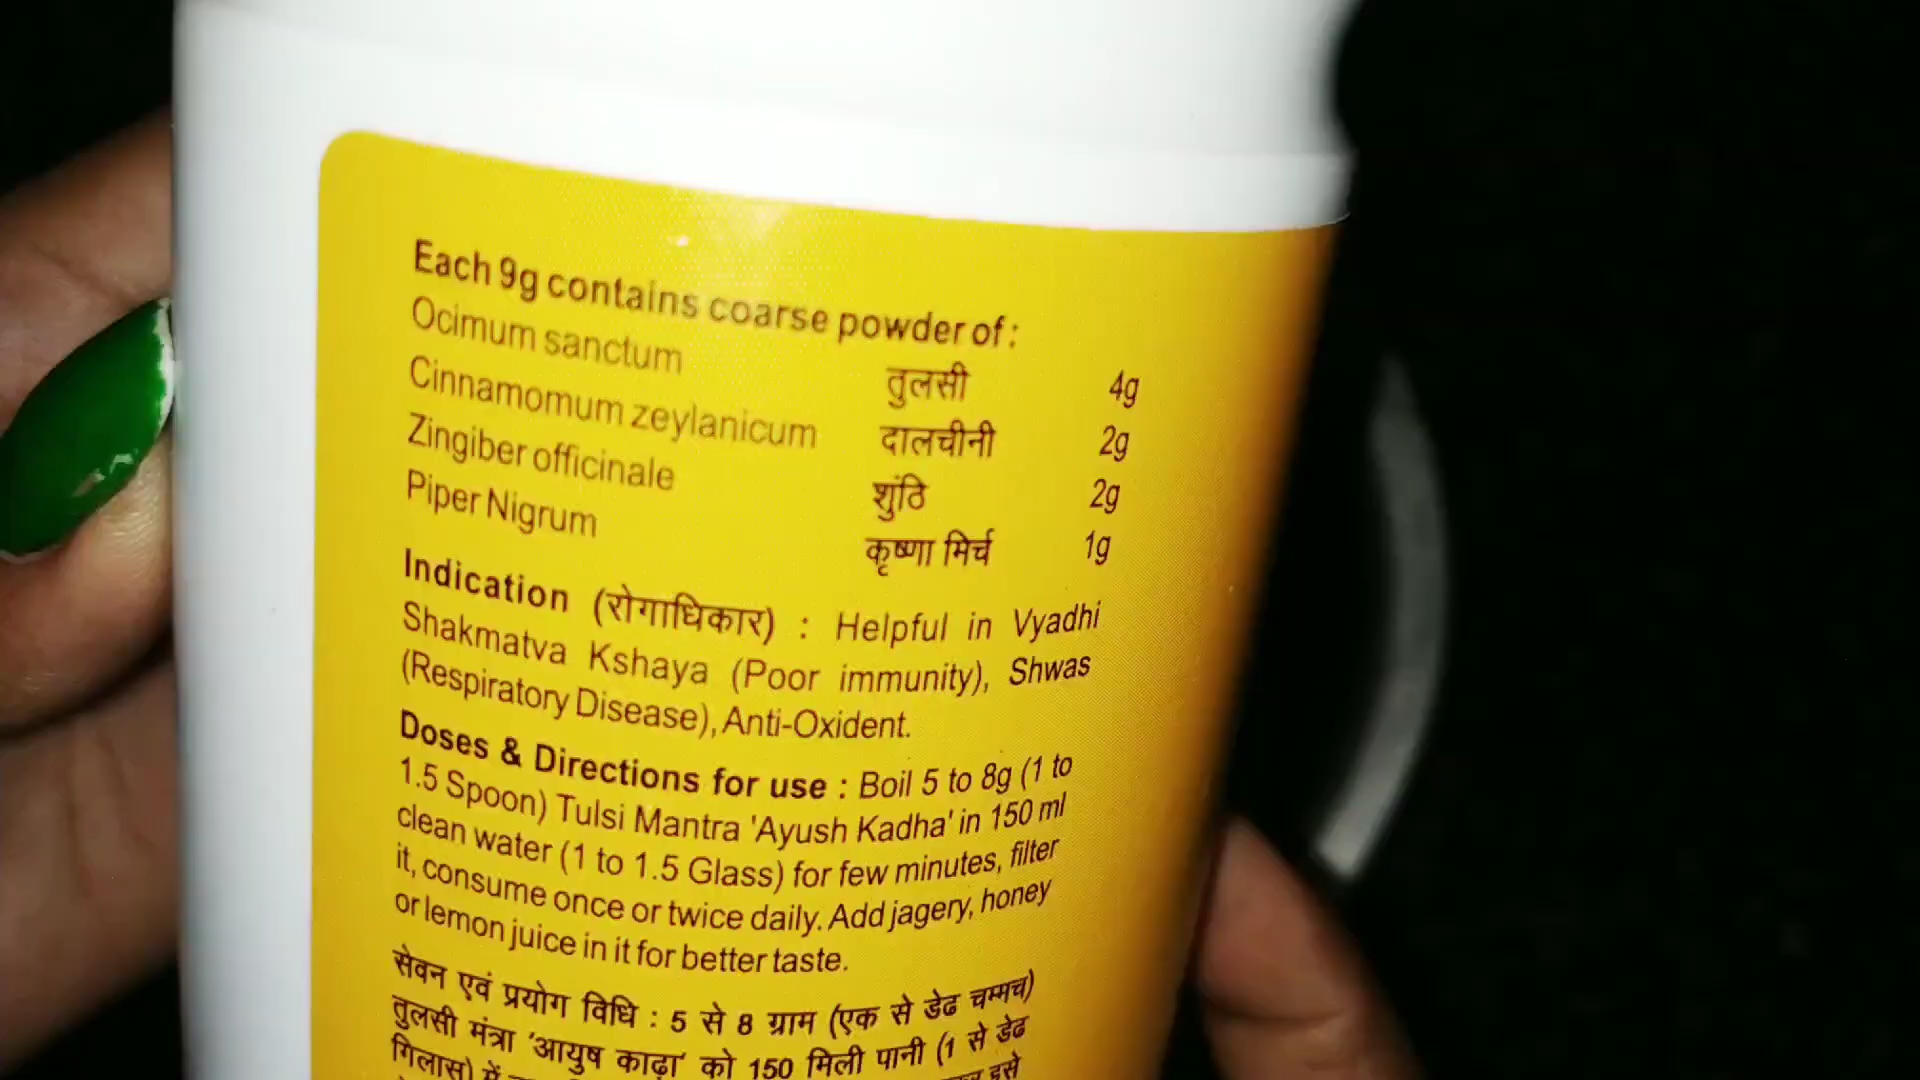 Each 9g contains coarse powder of :
Ocimum sanctum तुलसी 4g
Cinnamomum zeylanicum दालचीनी 2g
Zingiber officinale शुंठि 2g
Piper Nigrum कृष्णा मिर्च 1g
Indication (रोगाधिकार) : Helpful in Vyadhi
Shakmatva Kshaya (Poor immunity), Shwas
(Respiratory Disease), Anti-Oxident.
Doses & Directions for use : Boil 5 to 8g (1 to
1.5 Spoon) Tulsi Mantra 'Ayush Kadha' in 150 ml
clean water (1 to 1.5 Glass) for few minutes, filter
it, consume once or twice daily. Add jagery, honey
or lemon juice in it for better taste.
सेवन एवं प्रयोग विधि : 5 से 8 ग्राम (एक से डेढ चम्मच)
तुलसी मंत्रा 'आयुष काढ़ा' को 150 मिली पानी (1 से डेढ
गिलास) में इसे